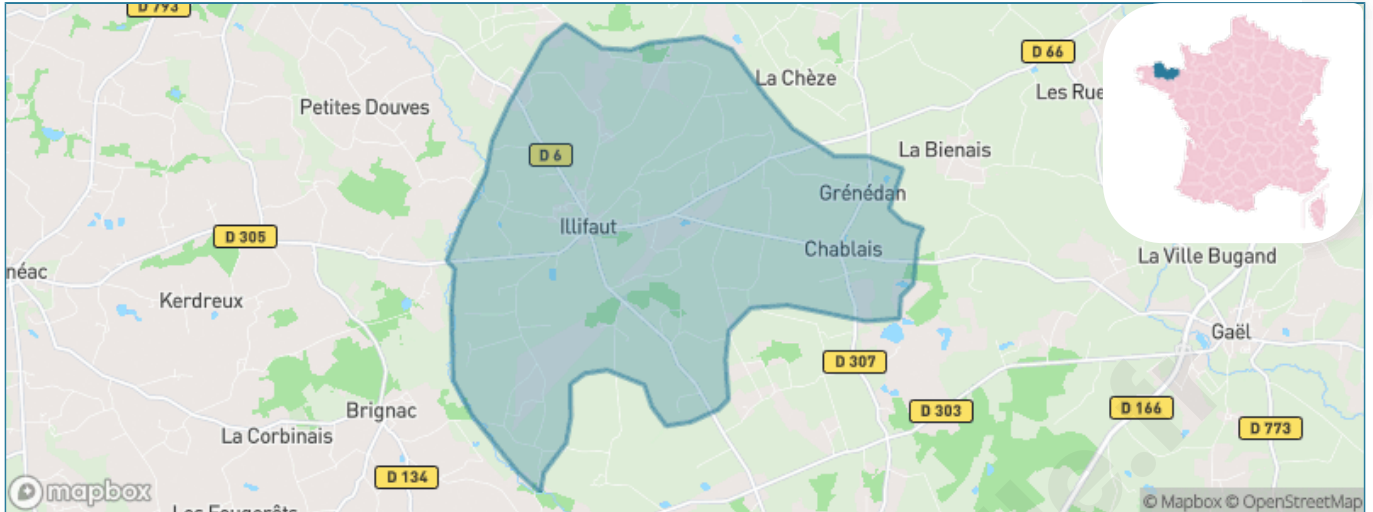 D 793
D 66
La Chèze
Les Rue
Petites Douves
La Bienais
D 6
Grénédan
Illifaut
D 305
Chablais
La Ville Bugand
néac
Kerdreux
Gaël
D 307
Brignac
D 303
D 166
La Corbinais
D 773
D 134
mapbox
© Mapbox © OpenStreetMap
Les Fougerêts